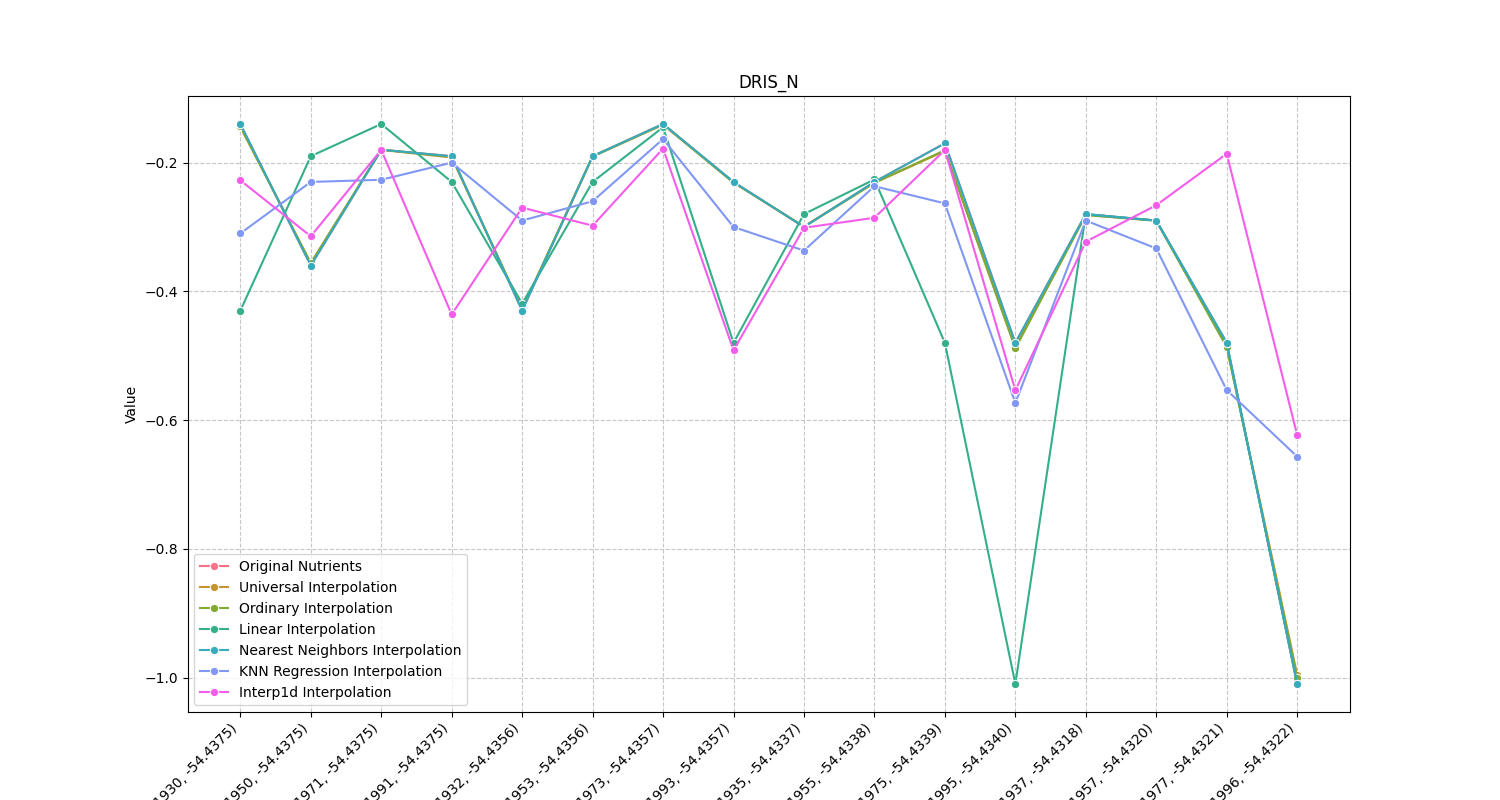 DRIS_N
Value
−0.2
−0.4
−0.6
−0.8
−1.0
Original Nutrients
Universal Interpolation
Ordinary Interpolation
Linear Interpolation
Nearest Neighbors Interpolation
KNN Regression Interpolation
Interp1d Interpolation
1930, -54.4375)
1950, -54.4375)
1971, -54.4375)
1991, -54.4375)
1932, -54.4356)
1953, -54.4356)
1973, -54.4357)
1993, -54.4357)
1935, -54.4337)
1955, -54.4338)
1975, -54.4339)
1995, -54.4340)
1937, -54.4318)
1957, -54.4320)
1977, -54.4321)
1996, -54.4322)